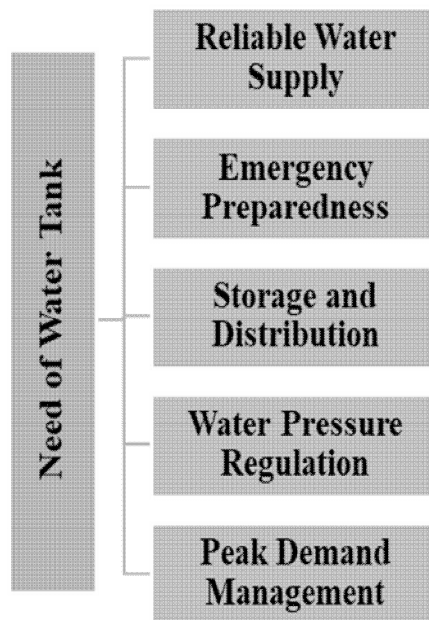 Need of Water Tank
Reliable Water
Supply
Emergency
Preparedness
Storage and
Distribution
Water Pressure
Regulation
Peak Demand
Management